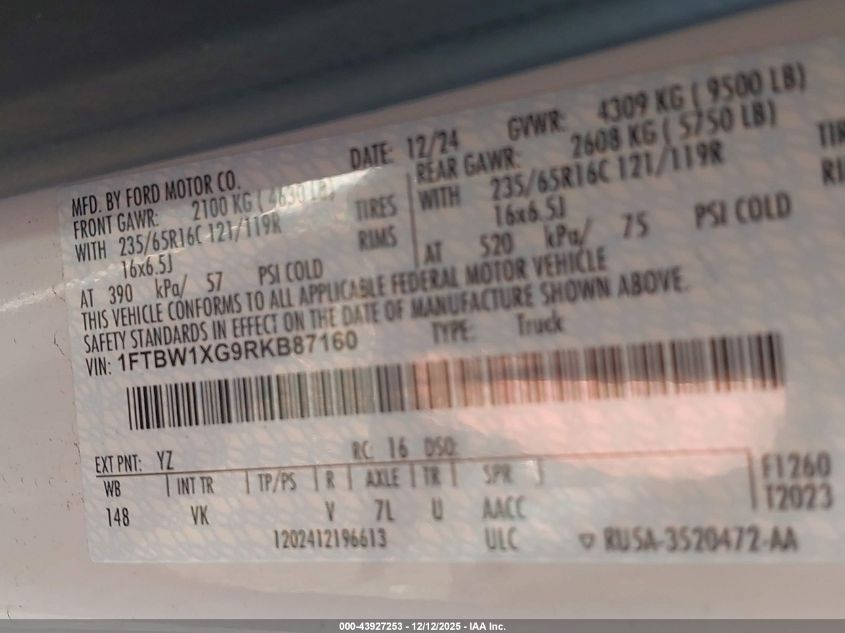 MFD. BY FORD MOTOR CO.
DATE: 12/24
GVWR: 4309 KG ( 9500 LB)
FRONT GAWR: 2100 KG ( 4630 LB)
REAR GAWR: 2608 KG ( 5750 LB)
WITH 235/65R16C 121/119R TIRES
WITH 235/65R16C 121/119R
16x6.5J RIMS
16x6.5J
AT 390 kPa/ 57 PSI COLD
AT 520 kPa/ 75 PSI COLD
THIS VEHICLE CONFORMS TO ALL APPLICABLE FEDERAL MOTOR VEHICLE
SAFETY STANDARDS IN EFFECT ON THE DATE OF MANUFACTURE SHOWN ABOVE.
VIN: 1FTBW1XG9RKB87160
TYPE: Truck
EXT PNT: YZ RC: 16 DSO:
WB INT TR TP/PS R AXLE TR SPR
148 VK V 7L U AACC
F1260
T2023
1202412196613 ULC RU5A-3520472-AA
000-43927253 - 12/12/2025 - IAA Inc.